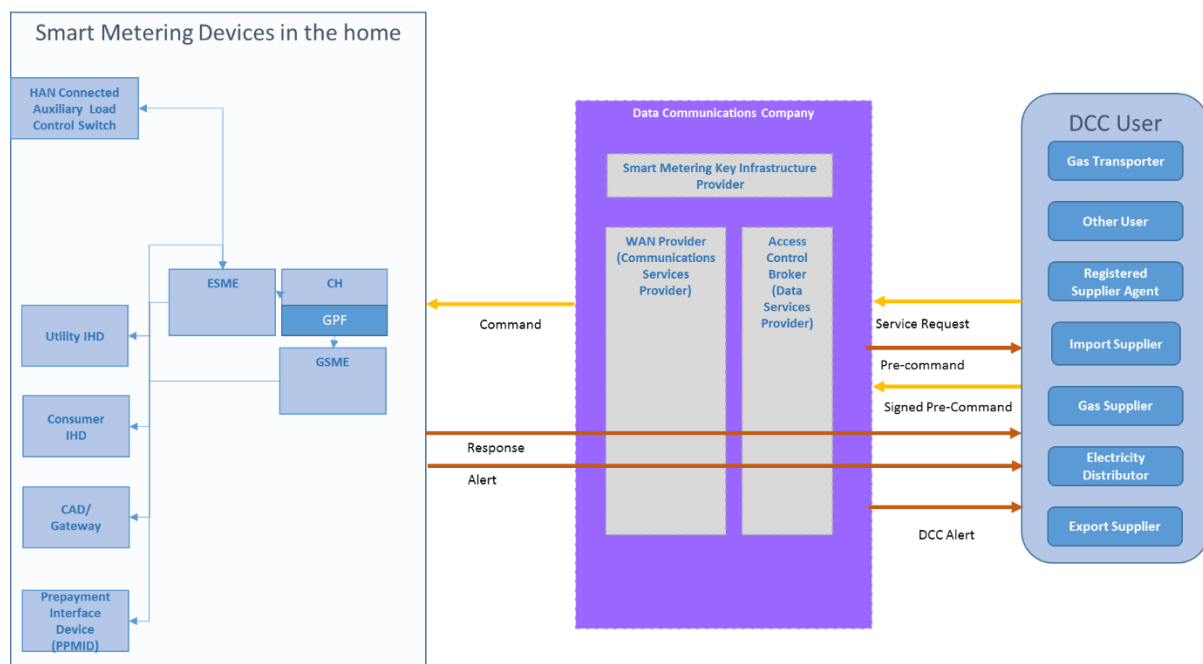 Smart Metering Devices in the home
HAN Connected
Auxiliary Load
Control Switch
ESME
CH
GPF
GSME
Utility IHD
Consumer
IHD
CAD/
Gateway
Prepayment
Interface
Device
(PPMID)
Command
Response
Alert
Data Communications Company
Smart Metering Key Infrastructure
Provider
WAN Provider
(Communications
Services
Provider)
Access
Control
Broker
(Data
Services
Provider)
Service Request
Pre-command
Signed Pre-Command
DCC Alert
DCC User
Gas Transporter
Other User
Registered
Supplier Agent
Import Supplier
Gas Supplier
Electricity
Distributor
Export Supplier